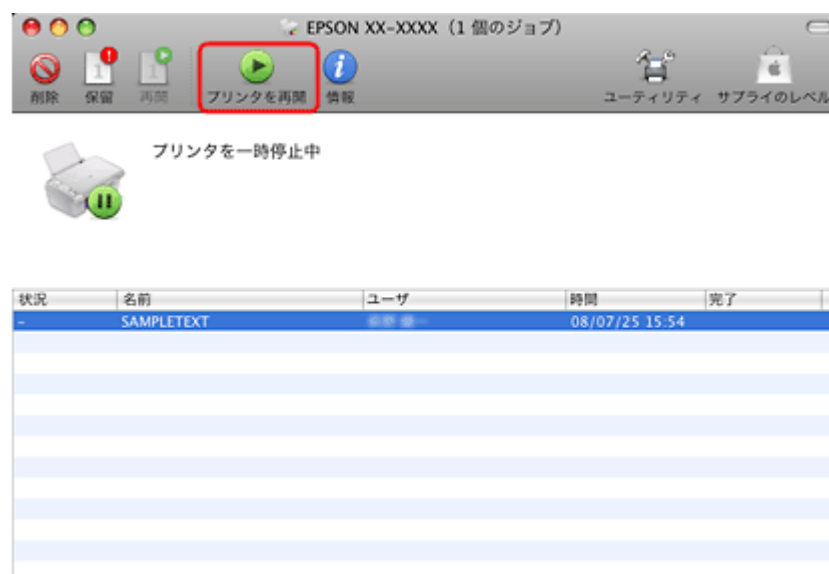 EPSON XX-XXXX（1 個のジョブ）
削除 保留 再開 プリンタを再開 情報 ユーティリティ サプライのレベル
プリンタを一時停止中
状況 名前 ユーザ 時間 完了
- SAMPLETEXT 08/07/25 15:54